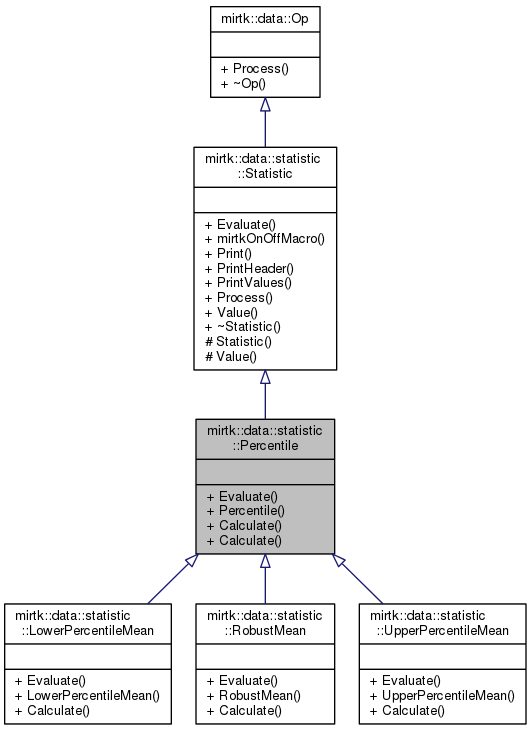 mirtk::data::Op
+ Process()
+ ~Op()
mirtk::data::statistic
::Statistic
+ Evaluate()
+ mirtkOnOffMacro()
+ Print()
+ PrintHeader()
+ PrintValues()
+ Process()
+ Value()
+ ~Statistic()
# Statistic()
# Value()
mirtk::data::statistic
::Percentile
+ Evaluate()
+ Percentile()
+ Calculate()
+ Calculate()
mirtk::data::statistic
::LowerPercentileMean
+ Evaluate()
+ LowerPercentileMean()
+ Calculate()
mirtk::data::statistic
::RobustMean
+ Evaluate()
+ RobustMean()
+ Calculate()
mirtk::data::statistic
::UpperPercentileMean
+ Evaluate()
+ UpperPercentileMean()
+ Calculate()